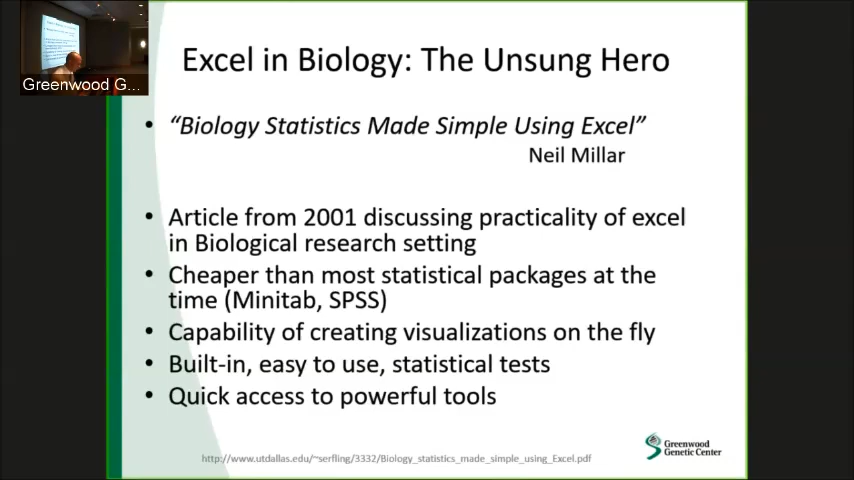 Greenwood G...
Excel in Biology: The Unsung Hero
• “Biology Statistics Made Simple Using Excel”
Neil Millar
• Article from 2001 discussing practicality of excel
in Biological research setting
• Cheaper than most statistical packages at the
time (Minitab, SPSS)
• Capability of creating visualizations on the fly
• Built-in, easy to use, statistical tests
• Quick access to powerful tools
http://www.utdallas.edu/~serfling/3332/Biology_statistics_made_simple_using_Excel.pdf
Greenwood
Genetic Center